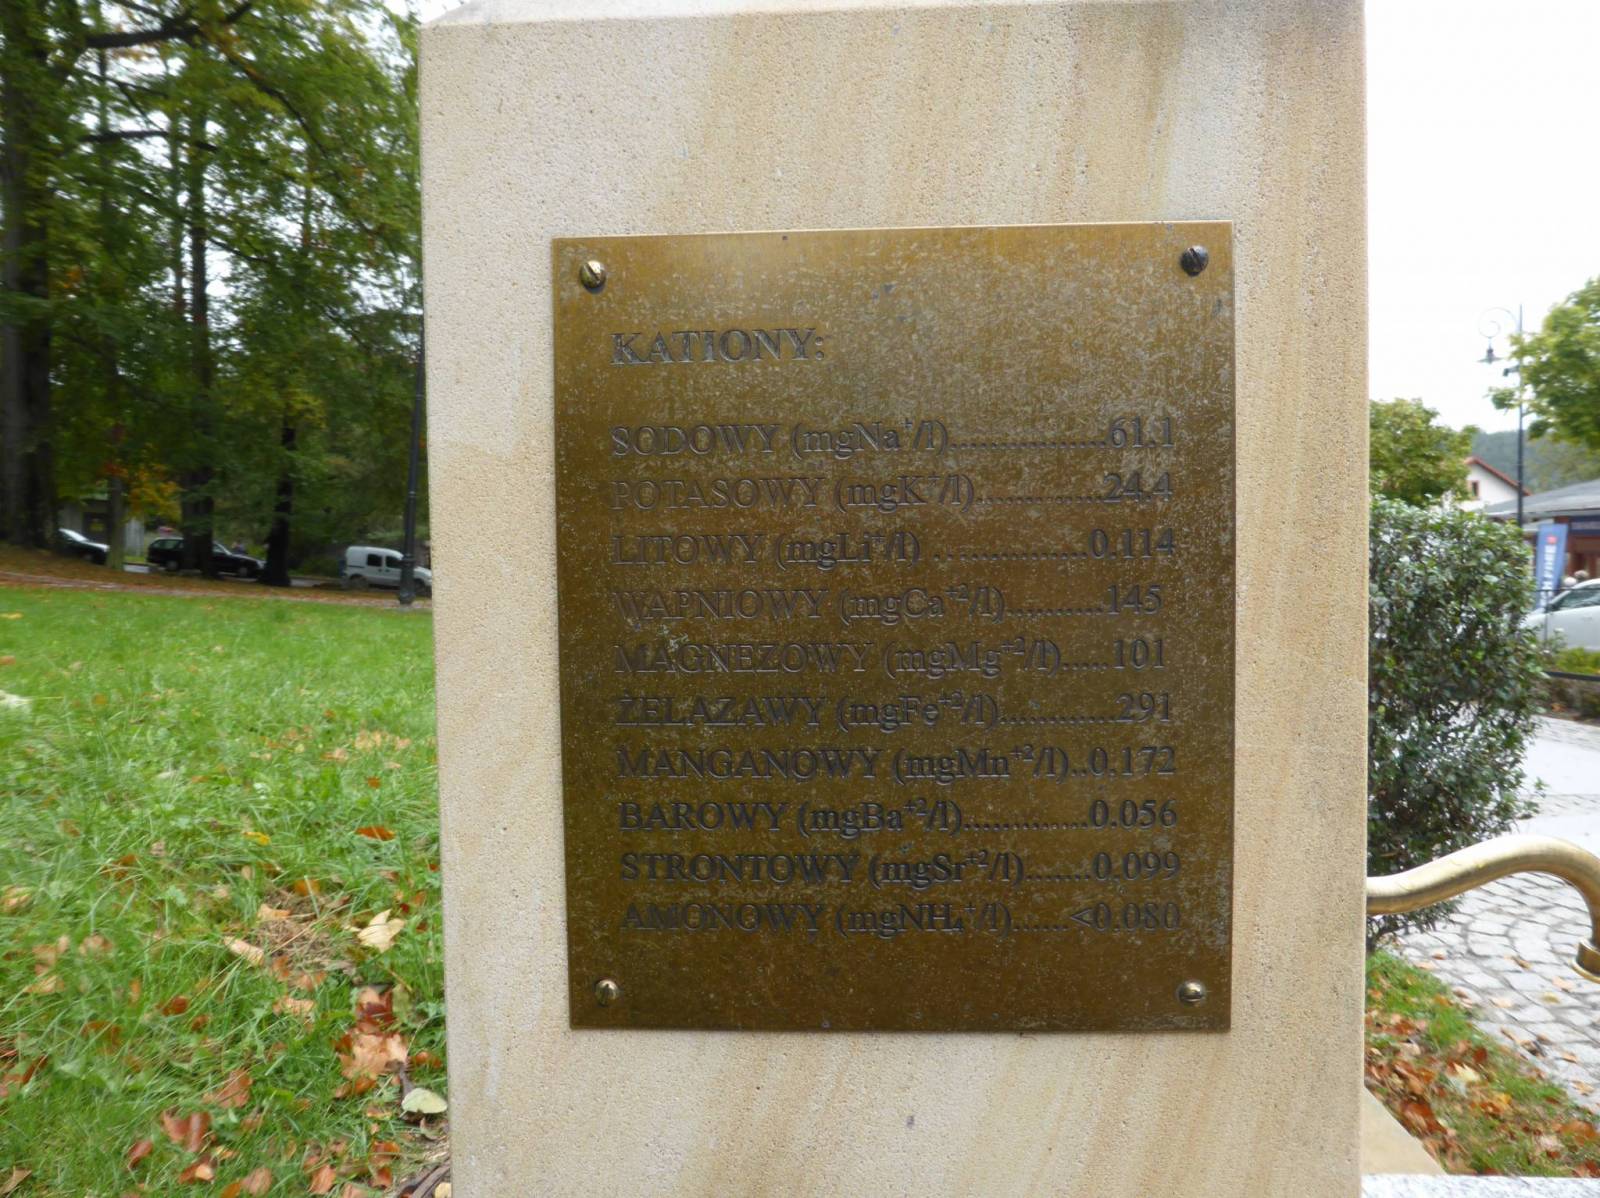 KATIONY:
SODOWY (mgNa⁺/l)................61.1
POTASOWY (mgK⁺/l).............24.4
LITOWY (mgLi⁺/l) ................0.114
WAPNIOWY (mgCa⁺²/l)..........145
MAGNEZOWY (mgMg⁺²/l).....101
ŻELAZAWY (mgFe⁺²/l)............291
MANGANOWY (mgMn⁺²/l)..0.172
BAROWY (mgBa⁺²/l).............0.056
STRONTOWY (mgSr⁺²/l).......0.099
AMONOWY (mgNH₄⁺/l)......<0.080